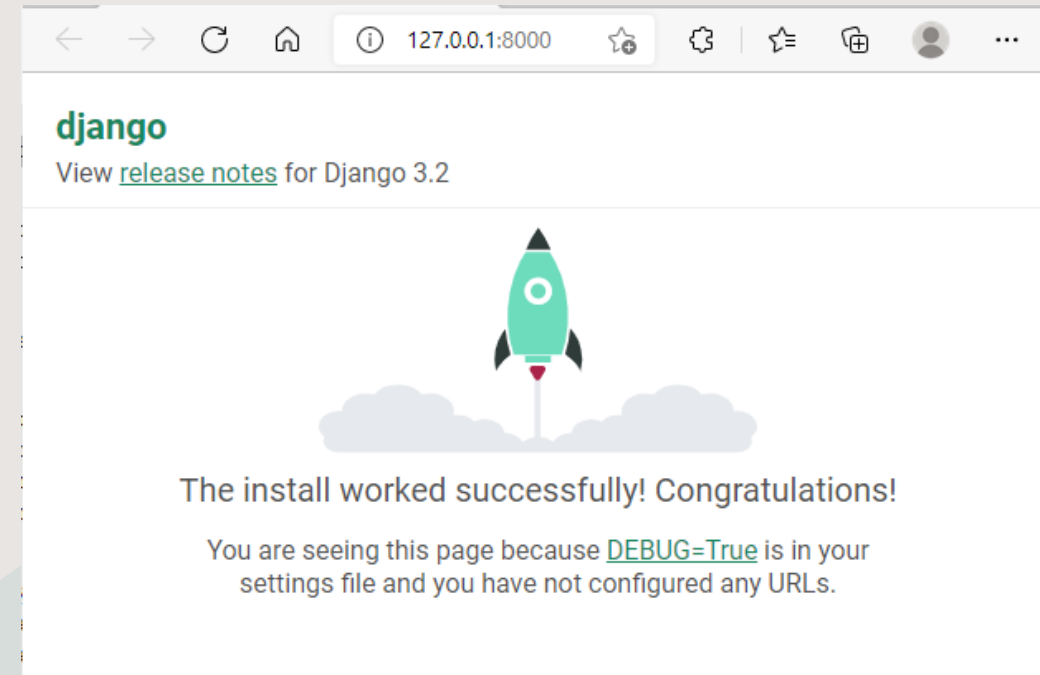 127.0.0.1:8000
django
View release notes for Django 3.2
The install worked successfully! Congratulations!
You are seeing this page because DEBUG=True is in your
settings file and you have not configured any URLs.